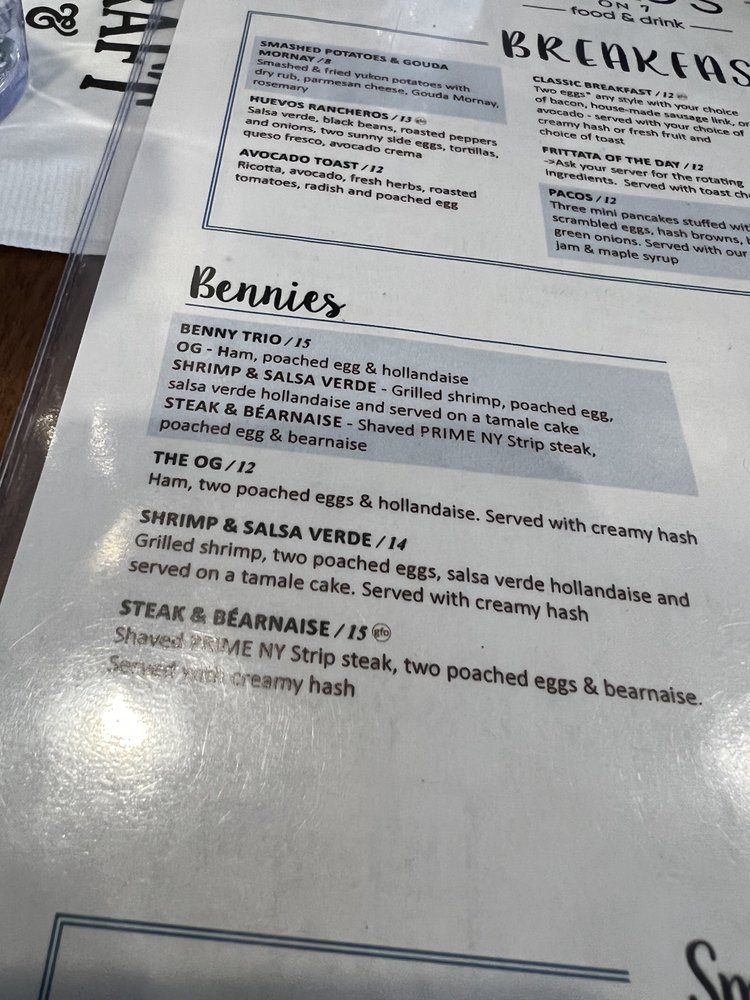 &
ON 7
food & drink
BREAKFAS
SMASHED POTATOES & GOUDA
MORNAY / 8
Smashed & fried yukon potatoes with
dry rub, parmesan cheese, Gouda Mornay,
rosemary
HUEVOS RANCHEROS / 13
Salsa verde, black beans, roasted peppers
and onions, two sunny side eggs, tortillas,
queso fresco, avocado crema
AVOCADO TOAST / 12
Ricotta, avocado, fresh herbs, roasted
tomatoes, radish and poached egg
CLASSIC BREAKFAST / 12
Two eggs* any style with your choice
of bacon, house-made sausage link, or
avocado - served with your choice of
creamy hash or fresh fruit and
choice of toast
FRITTATA OF THE DAY / 12
->Ask your server for the rotating
ingredients. Served with toast
PACOS / 12
Three mini pancakes stuffed
scrambled eggs, hash browns,
green onions. Served with our
jam & maple syrup
Bennies
BENNY TRIO / 15
OG - Ham, poached egg & hollandaise
SHRIMP & SALSA VERDE - Grilled shrimp, poached egg,
salsa verde hollandaise and served on a tamale cake
STEAK & BÉARNAISE - Shaved PRIME NY Strip steak,
poached egg & bearnaise
THE OG / 12
Ham, two poached eggs & hollandaise. Served with creamy hash
SHRIMP & SALSA VERDE / 14
Grilled shrimp, two poached eggs, salsa verde hollandaise and
served on a tamale cake. Served with creamy hash
STEAK & BÉARNAISE / 15 gfo
Shaved PRIME NY Strip steak, two poached eggs & bearnaise.
Served with creamy hash